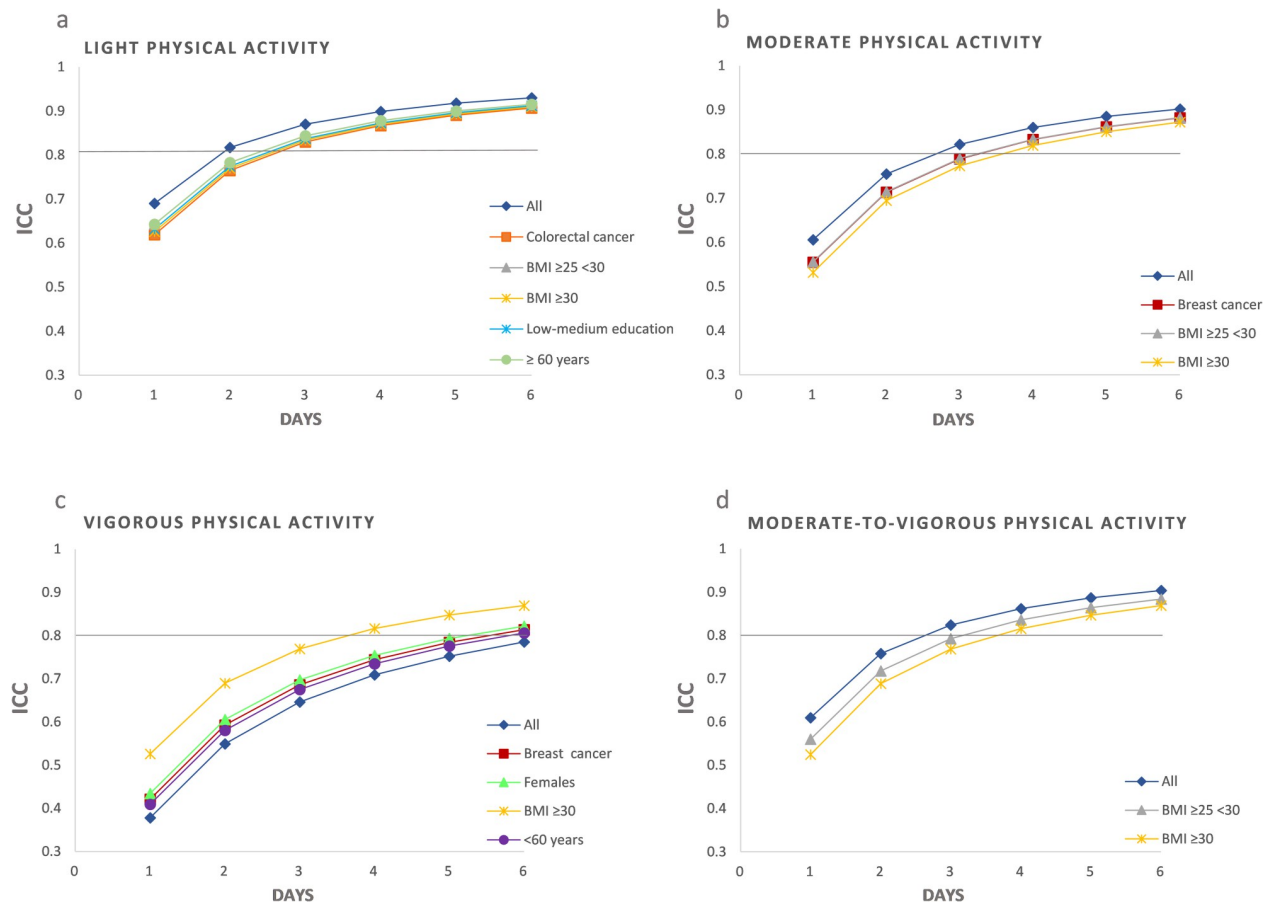 a
LIGHT PHYSICAL ACTIVITY
1
0.9
0.8
0.7
0.6
0.5
0.4
0.3
ICC
0 1 2 3 4 5 6
DAYS
All
Colorectal cancer
BMI ≥25 <30
BMI ≥30
Low-medium education
≥ 60 years
b
MODERATE PHYSICAL ACTIVITY
1
0.9
0.8
0.7
0.6
0.5
0.4
0.3
ICC
0 1 2 3 4 5 6
DAYS
All
Breast cancer
BMI ≥25 <30
BMI ≥30
c
VIGOROUS PHYSICAL ACTIVITY
1
0.9
0.8
0.7
0.6
0.5
0.4
0.3
ICC
0 1 2 3 4 5 6
DAYS
All
Breast cancer
Females
BMI ≥30
<60 years
d
MODERATE-TO-VIGOROUS PHYSICAL ACTIVITY
1
0.9
0.8
0.7
0.6
0.5
0.4
0.3
ICC
0 1 2 3 4 5 6
DAYS
All
BMI ≥25 <30
BMI ≥30